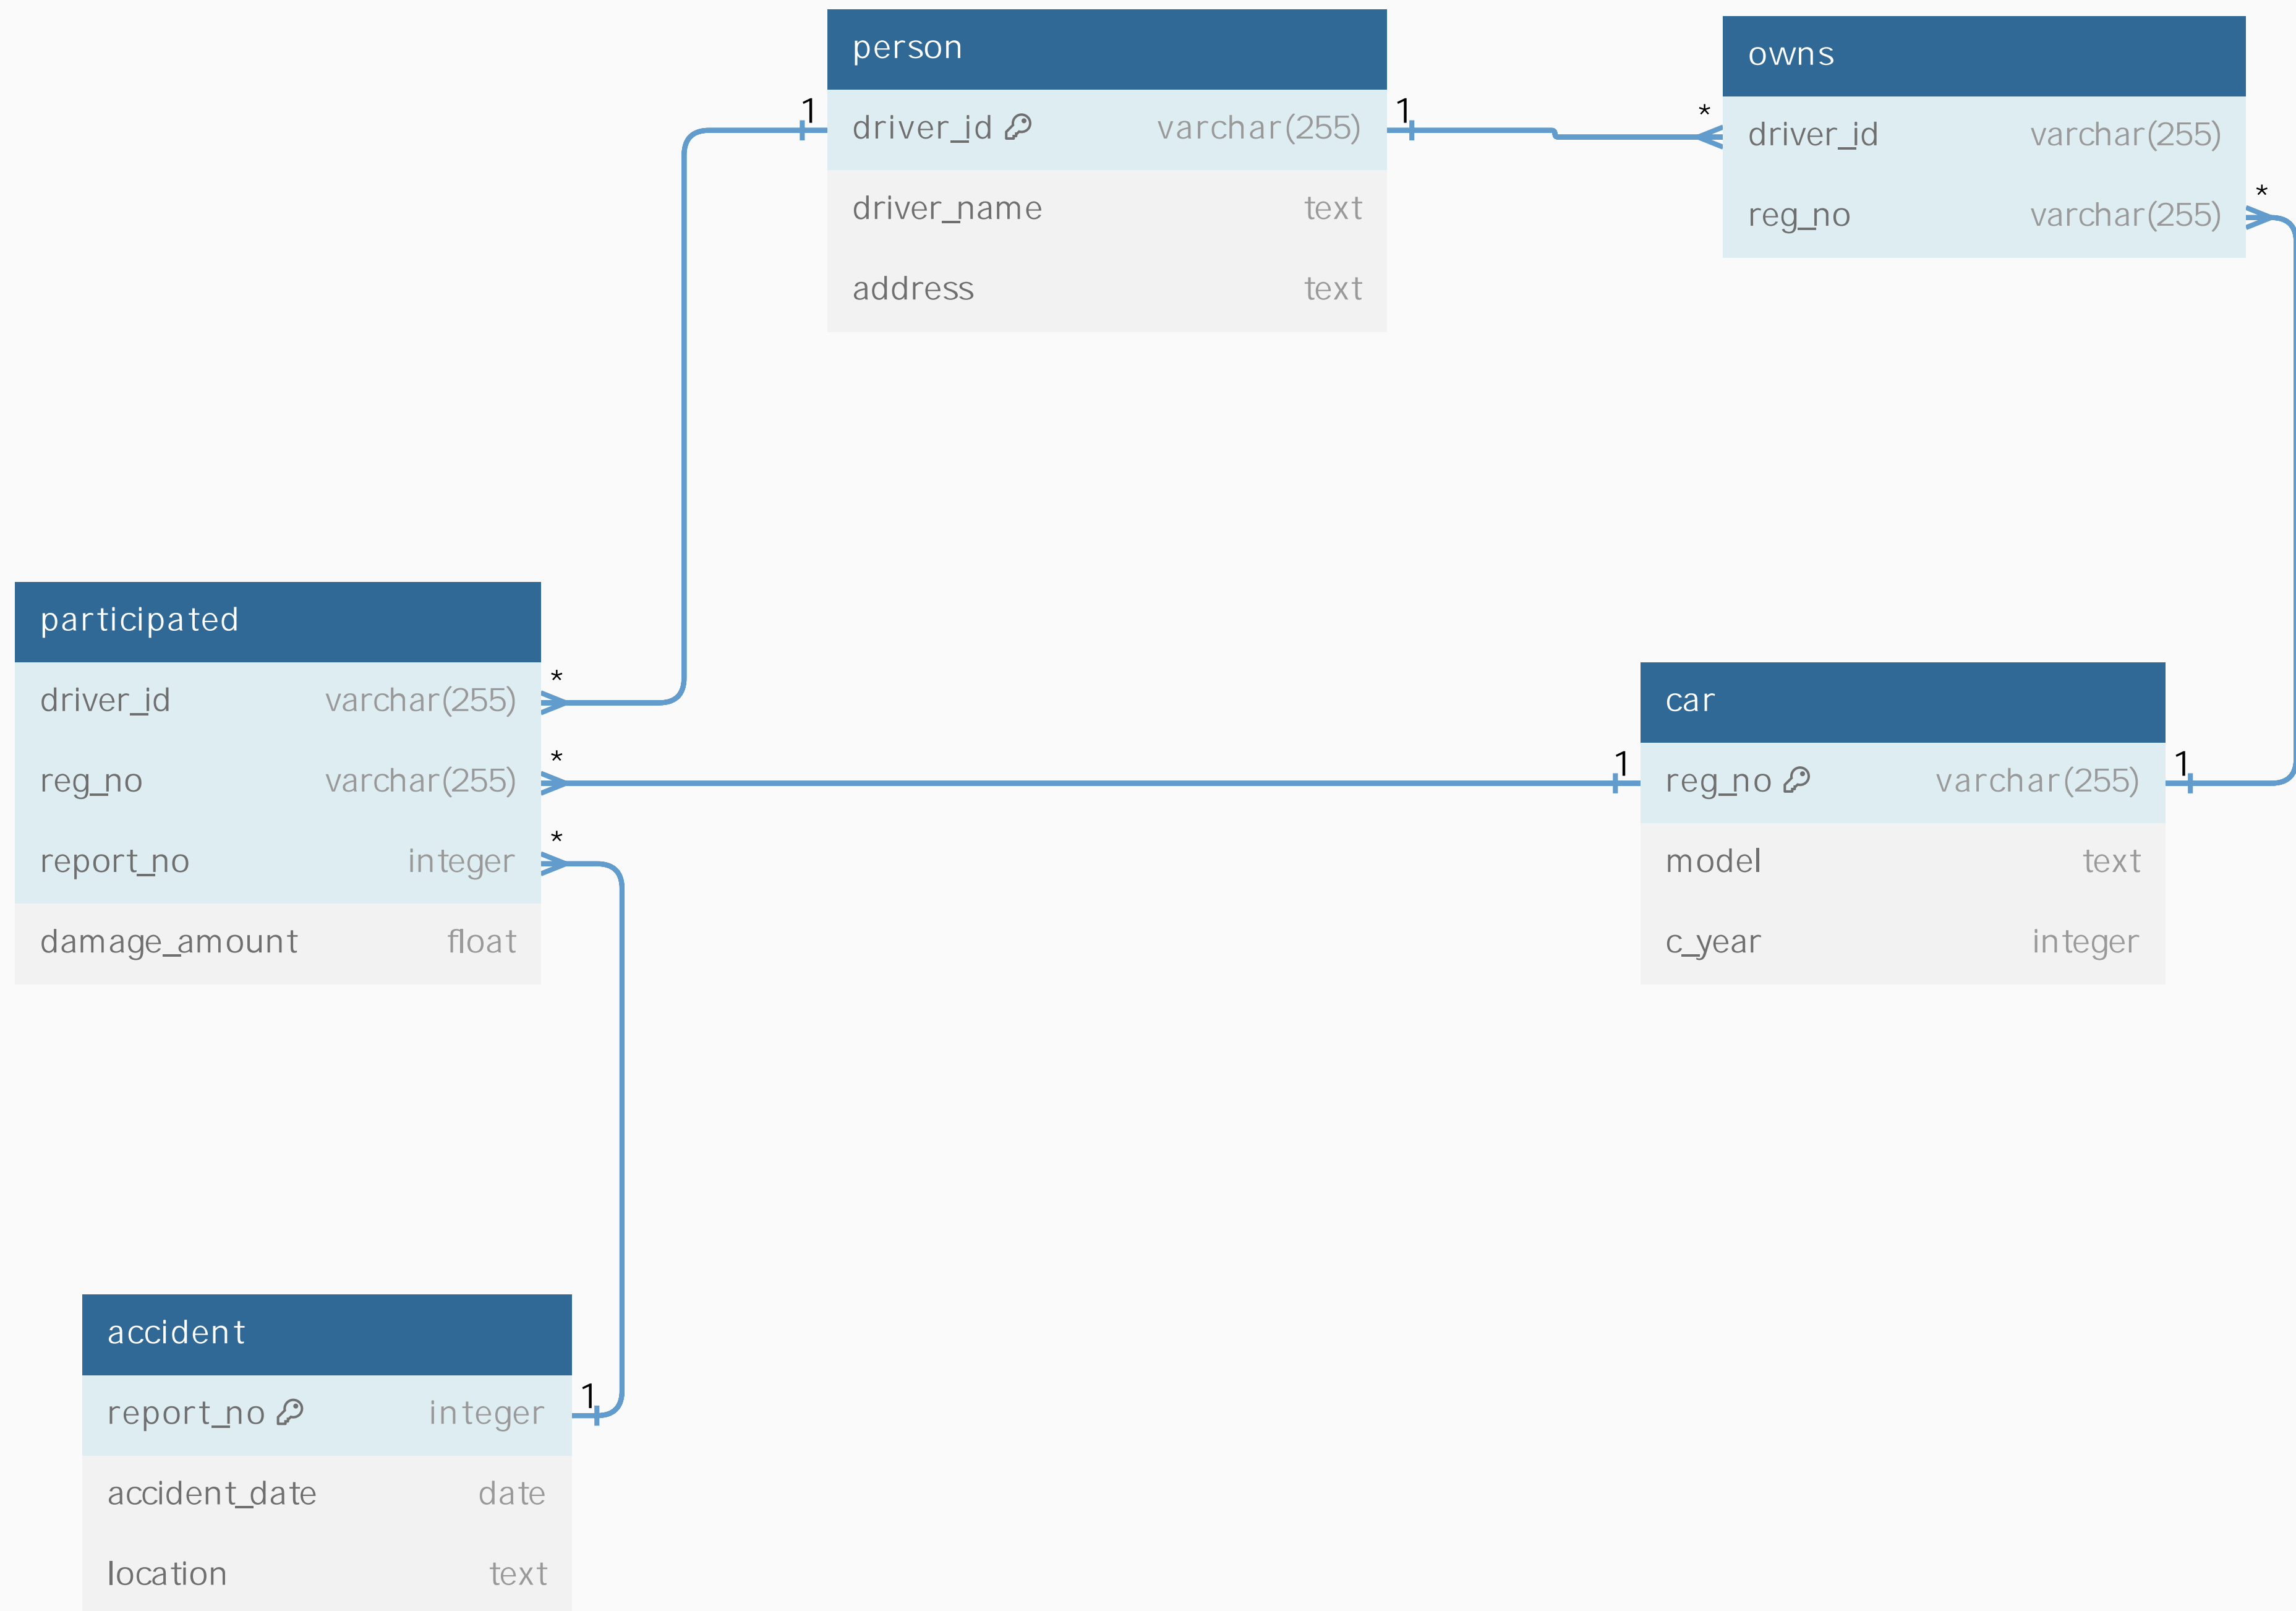 person
1
driver_id varchar(255)
1
driver_name text
address text
owns
*
driver_id varchar(255)
*
reg_no varchar(255)
participated
*
driver_id varchar(255)
*
reg_no varchar(255)
*
report_no integer
damage_amount float
car
1
reg_no varchar(255)
1
model text
c_year integer
accident
report_no integer
1
accident_date date
location text